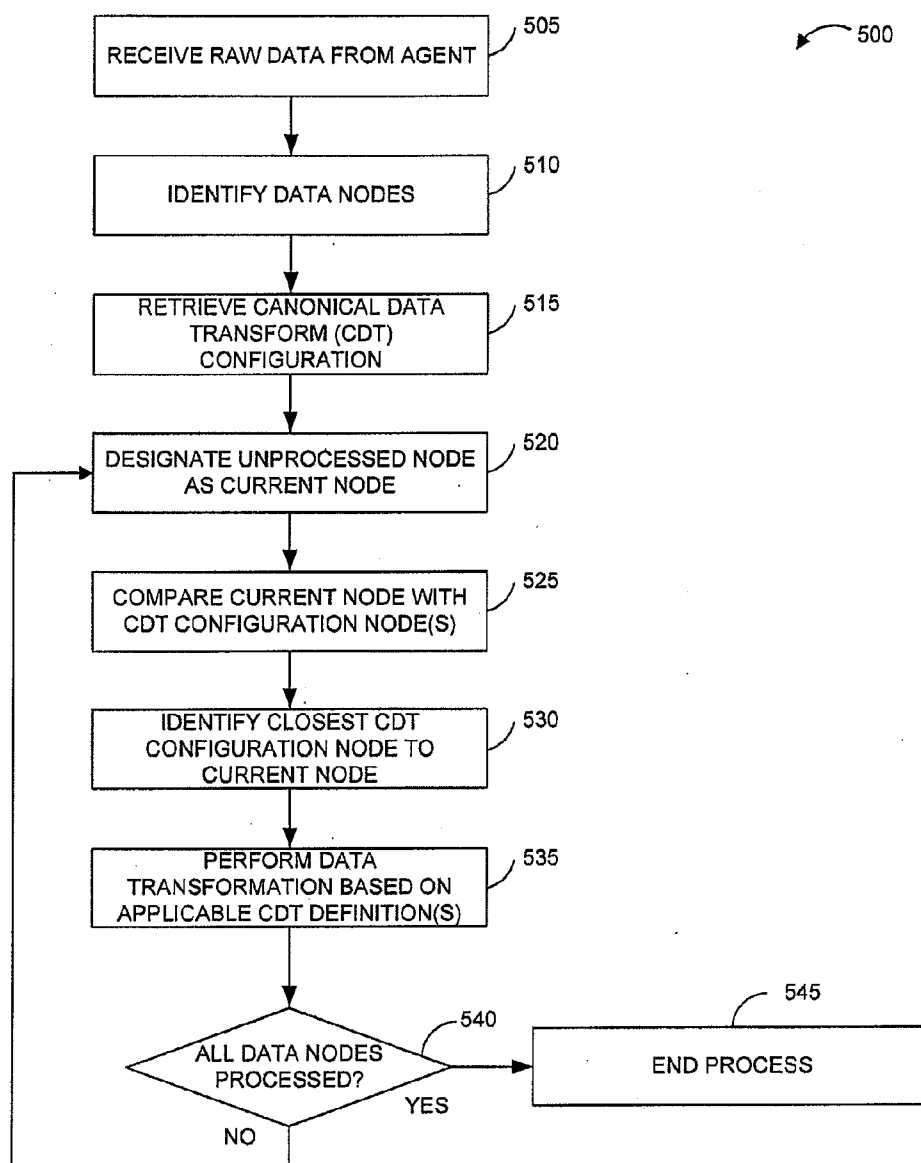 505
500
RECEIVE RAW DATA FROM AGENT
510
IDENTIFY DATA NODES
515
RETRIEVE CANONICAL DATA
TRANSFORM (CDT)
CONFIGURATION
520
DESIGNATE UNPROCESSED NODE
AS CURRENT NODE
525
COMPARE CURRENT NODE WITH
CDT CONFIGURATION NODE(S)
530
IDENTIFY CLOSEST CDT
CONFIGURATION NODE TO
CURRENT NODE
535
PERFORM DATA
TRANSFORMATION BASED ON
APPLICABLE CDT DEFINITION(S)
540
545
ALL DATA NODES
PROCESSED?
END PROCESS
YES
NO